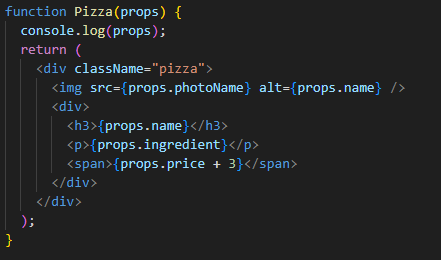 function Pizza(props) {
  console.log(props);
  return (
    <div className="pizza">
      <img src={props.photoName} alt={props.name} />
      <div>
        <h3>{props.name}</h3>
        <p>{props.ingredient}</p>
        <span>{props.price + 3}</span>
      </div>
    </div>
  );
}